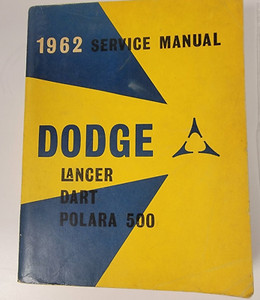 1962 SERVICE MANUAL
DODGE
LANCER
DART
POLARA 500